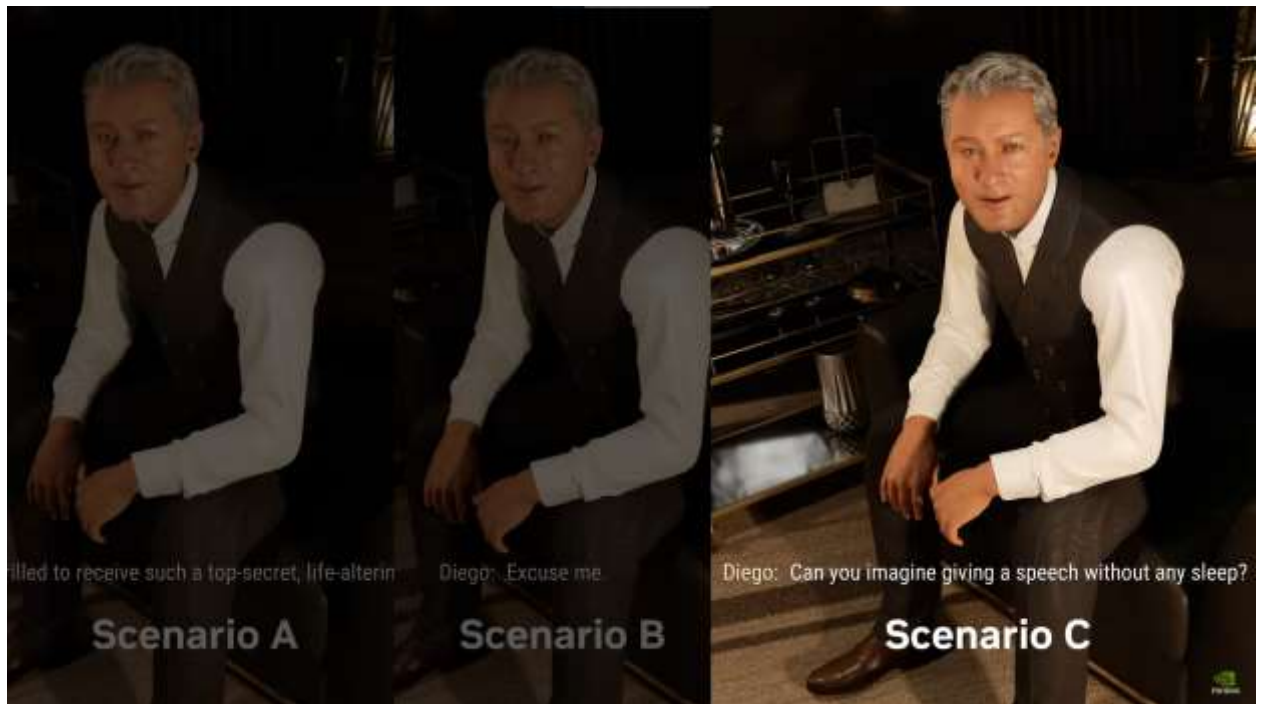 rilled to receive such a top-secret, life-alterin
Diego: Excuse me.
Diego: Can you imagine giving a speech without any sleep?
Scenario A
Scenario B
Scenario C
NVIDIA